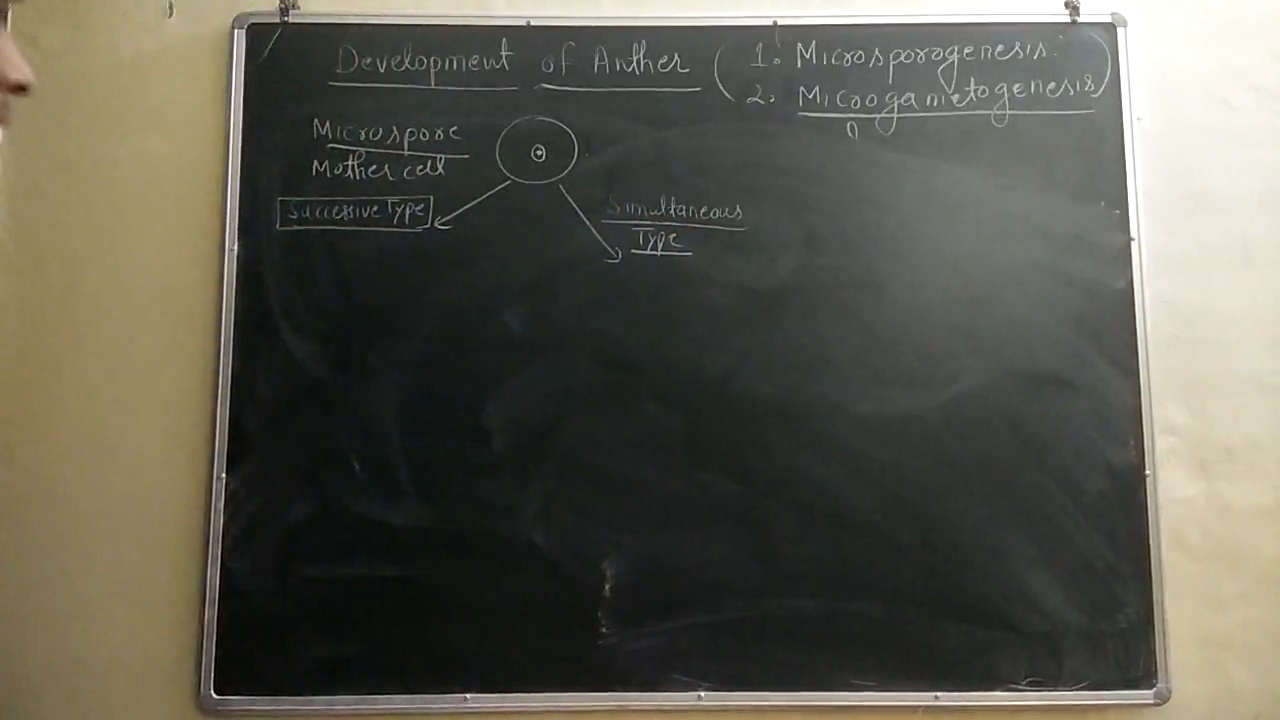 Development of Anther ( 1. Microsporogenesis.
2. Microgametogenesis)
Microspore
Mother cell
Successive Type
Simultaneous
Type